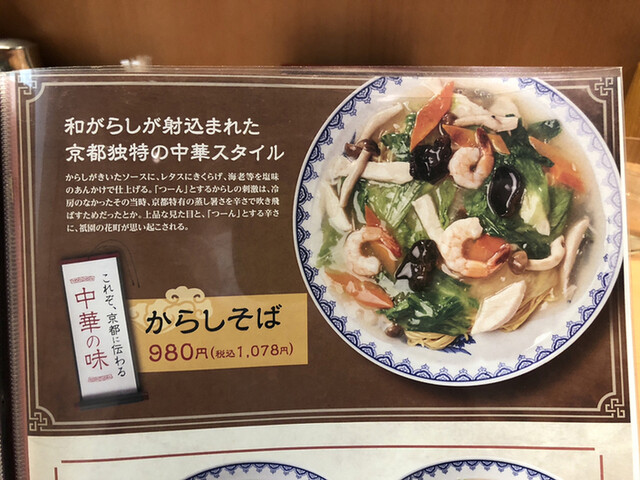 和がらしが射込まれた
京都独特の中華スタイル
からしがきいたソースに、レタスにきくらげ、海老等を塩味
のあんかけで仕上げる。「つーん」とするからしの刺激は、冷
房のなかったその当時、京都特有の蒸し暑さを辛さで吹き飛
ばすためだったとか。上品な見た目と、「つーん」とする辛さ
に、祇園の花町が思い起こされる。
これぞ、京都に伝わる
中華の味
からしそば
980円(税込1,078円)